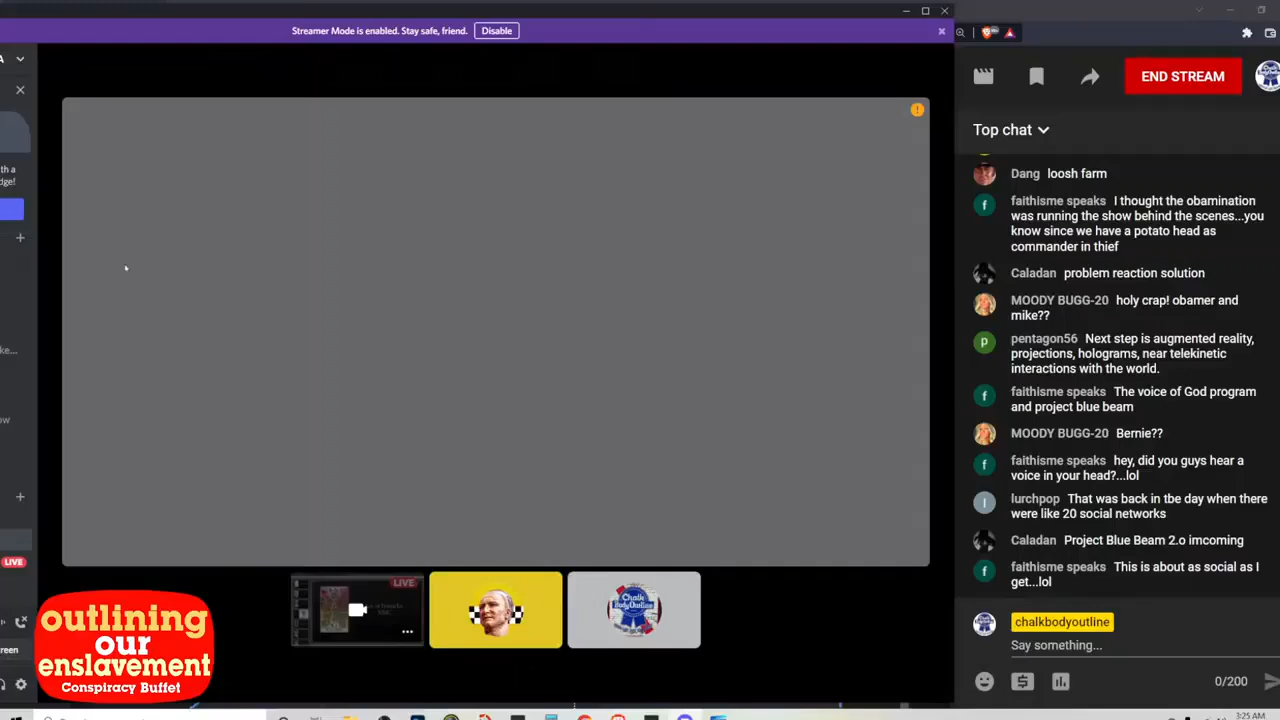 Streamer Mode is enabled. Stay safe, friend.
Disable
END STREAM
Top chat
Dang loosh farm
faithisme speaks I thought the obamination
was running the show behind the scenes...you
know since we have a potato head as
commander in thief
Caladan problem reaction solution
MOODY BUGG-20 holy crap! obamer and
mike??
pentagon56 Next step is augmented reality,
projections, holograms, near telekinetic
interactions with the world.
faithisme speaks The voice of God program
and project blue beam
MOODY BUGG-20 Bernie??
faithisme speaks hey, did you guys hear a
voice in your head?...lol
lurchpop That was back in tbe day when there
were like 20 social networks
Caladan Project Blue Beam 2.o imcoming
faithisme speaks This is about as social as I
get...lol
chalkbodyoutline
Say something...
0/200
LIVE
LIVE
Chalk
Body Outline
outlining
our
enslavement
Conspiracy Buffet
3:25 AM